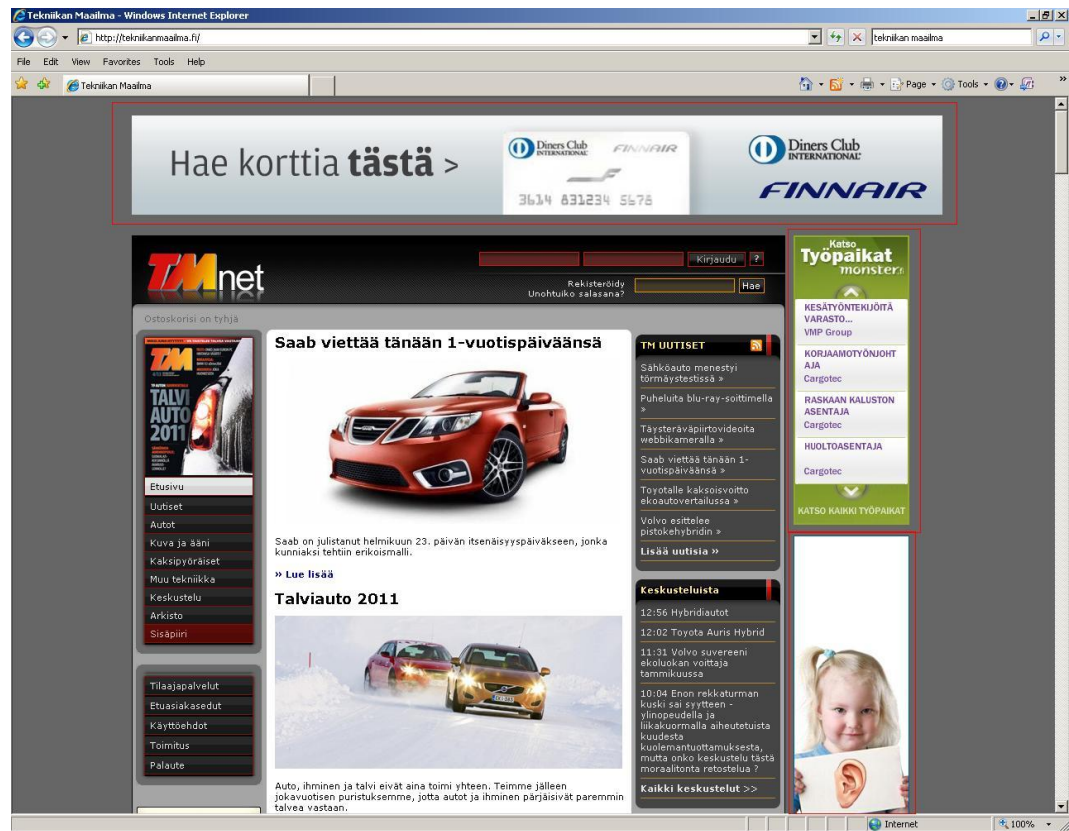 Tekniikan Maailma - Windows Internet Explorer
http://tekniikanmaailma.fi/
tekniikan maailma
File Edit View Favorites Tools Help
Tekniikan Maailma
Page Tools
Hae korttia tästä >
Diners Club
INTERNATIONAL
FINNAIR
3614 831234 5678
Diners Club
INTERNATIONAL
FINNAIR
TMnet
Kirjaudu ?
Rekisteröidy
Unohtuiko salasana?
Hae
Ostoskorisi on tyhjä
TM
TALVI
AUTO
2011
Etusivu
Uutiset
Autot
Kuva ja ääni
Kaksipyöräiset
Muu tekniikka
Keskustelu
Arkisto
Sisäpiiri
Tilaajapalvelut
Etuasiakasedut
Käyttöehdot
Toimitus
Palaute
Saab viettää tänään 1-vuotispäiväänsä
Saab on julistanut helmikuun 23. päivän itsenäisyyspäiväkseen, jonka
kunniaksi tehtiin erikoismalli.
» Lue lisää
Talviauto 2011
Auto, ihminen ja talvi eivät aina toimi yhteen. Teimme jälleen
jokavuotisen puristuksemme, jotta autot ja ihminen pärjäisivät paremmin
talvea vastaan.
TM UUTISET
Sähköauto menestyi
törmäystestissä »
Puheluita blu-ray-soittimella
»
Täysteräväpiirtovideoita
webbikameralla »
Saab viettää tänään 1-
vuotispäiväänsä »
Toyotalle kaksoisvoitto
ekoautovertailussa »
Volvo esittelee
pistokehybridin »
Lisää uutisia »
Keskusteluista
12:56 Hybridiautot
12:02 Toyota Auris Hybrid
11:31 Volvo suvereeni
ekoluokan voittaja
tammikuussa
10:04 Enon rekkaturman
kuski sai syytteen -
ylinopeudella ja
liikakuormalla aiheutetuista
kuudesta
kuolemantuottamuksesta,
mutta onko keskustelu tästä
moraalitonta retostelua ?
Kaikki keskustelut >>
Katso
Työpaikat
monster.fi
KESÄTYÖNTEKIJÖITÄ
VARASTO...
VMP Group
KORJAAMOTYÖNJOHT
AJA
Cargotec
RASKAAN KALUSTON
ASENTAJA
Cargotec
HUOLTOASENTAJA
Cargotec
KATSO KAIKKI TYÖPAIKAT
Internet
100%